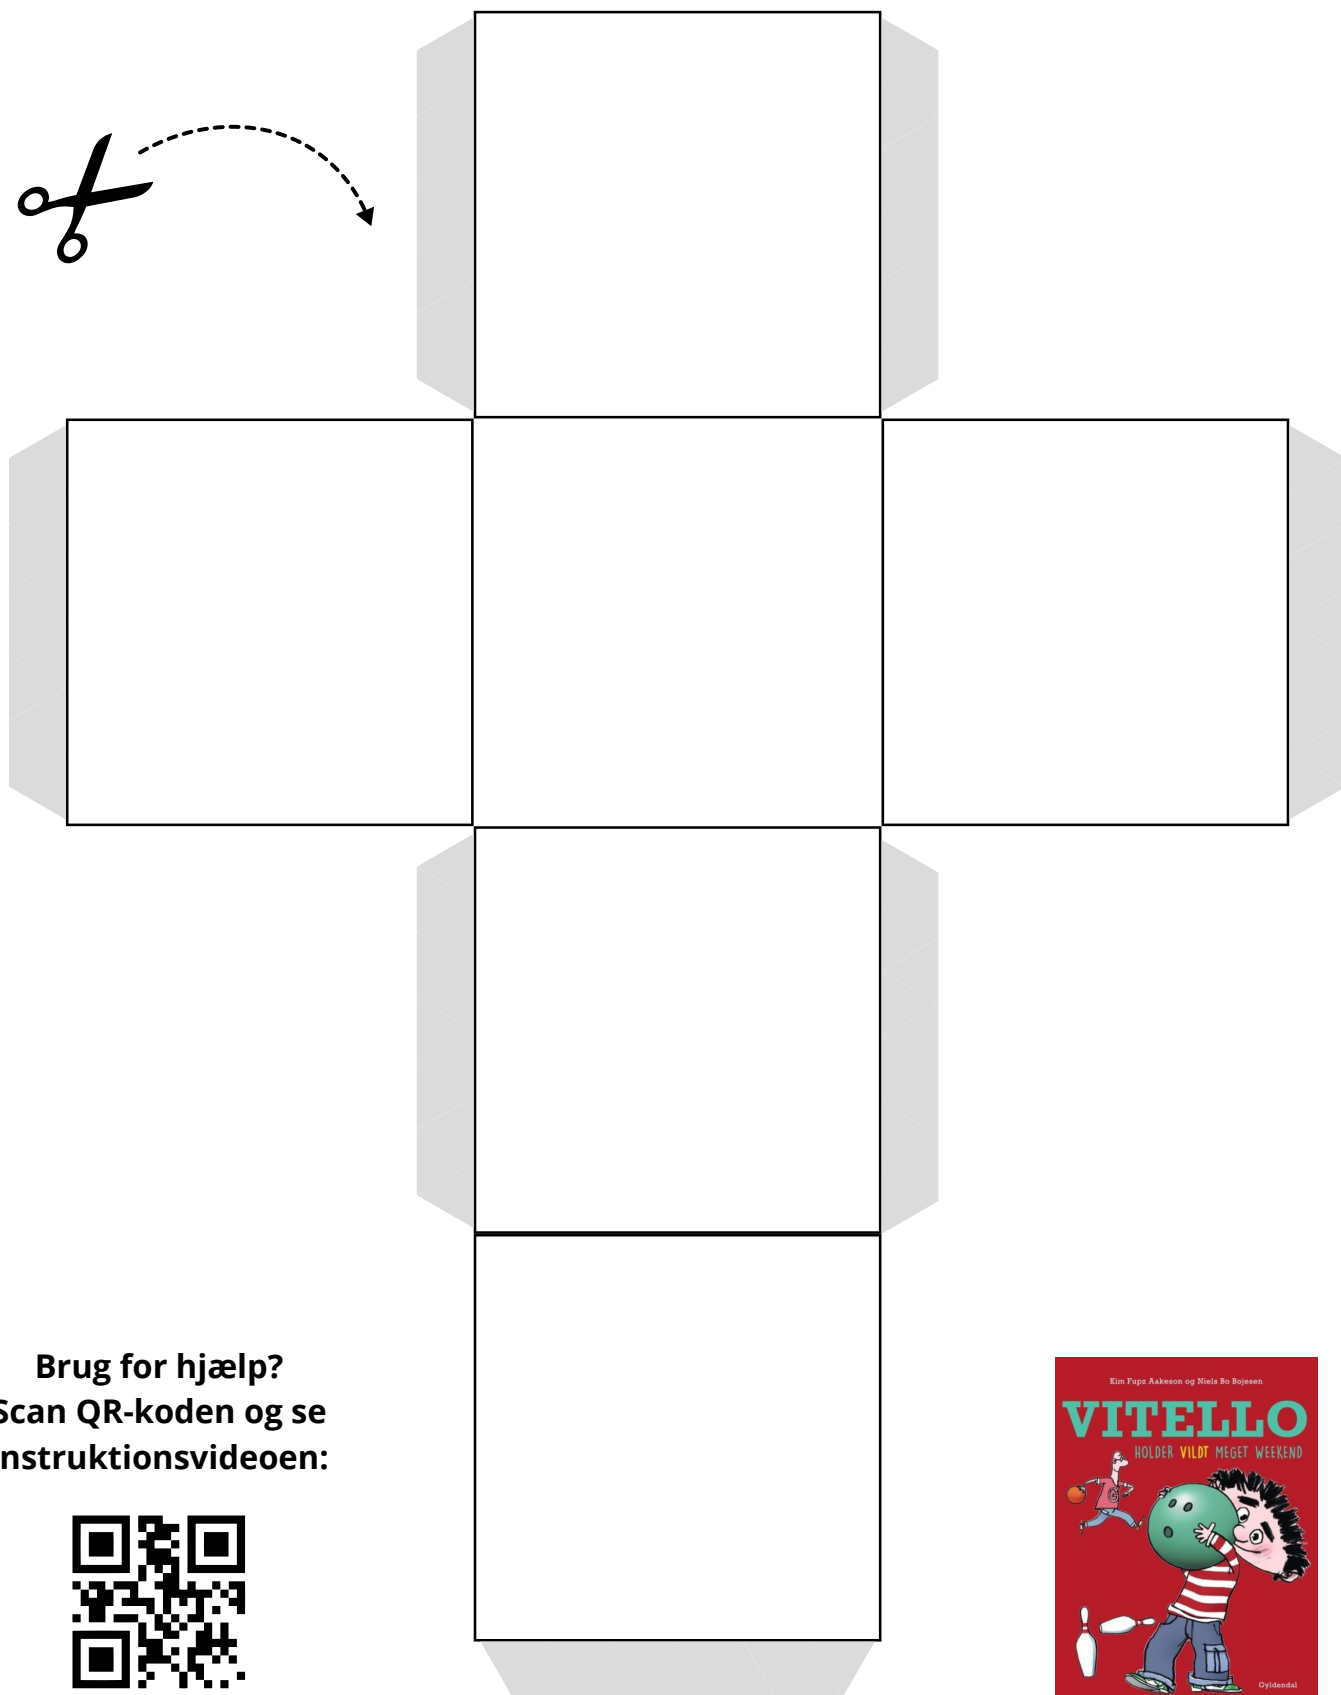 Brug for hjælp?
Scan QR-koden og se
nstruktionsvideoen:
Kim Fupz Aakeson og Niels Bo Bojesen
VITELLO
HOLDER VILDT MEGET WEEKEND
G
Gyldendal